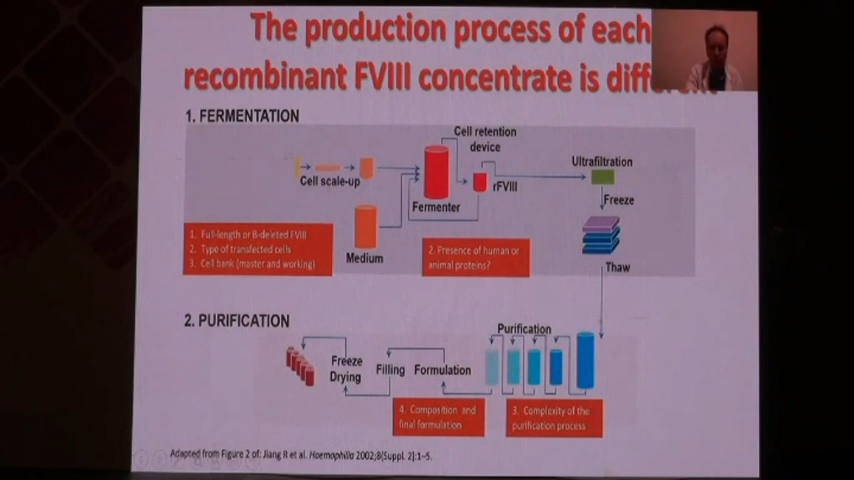 The production process of each
recombinant FVIII concentrate is different
1. FERMENTATION
Cell retention
device
Ultrafiltration
Cell scale-up
rFVIII
Freeze
Fermenter
1. Full-length or B-deleted FVIII
2. Type of transfected cells
3. Cell bank (master and working)
Medium
2. Presence of human or
animal proteins?
Thaw
2. PURIFICATION
Purification
Freeze
Drying
Filling
Formulation
4. Composition and
final formulation
3. Complexity of the
purification process
Adapted from Figure 2 of: Jiang R et al. Haemophilia 2002;8(Suppl. 2):1–5.